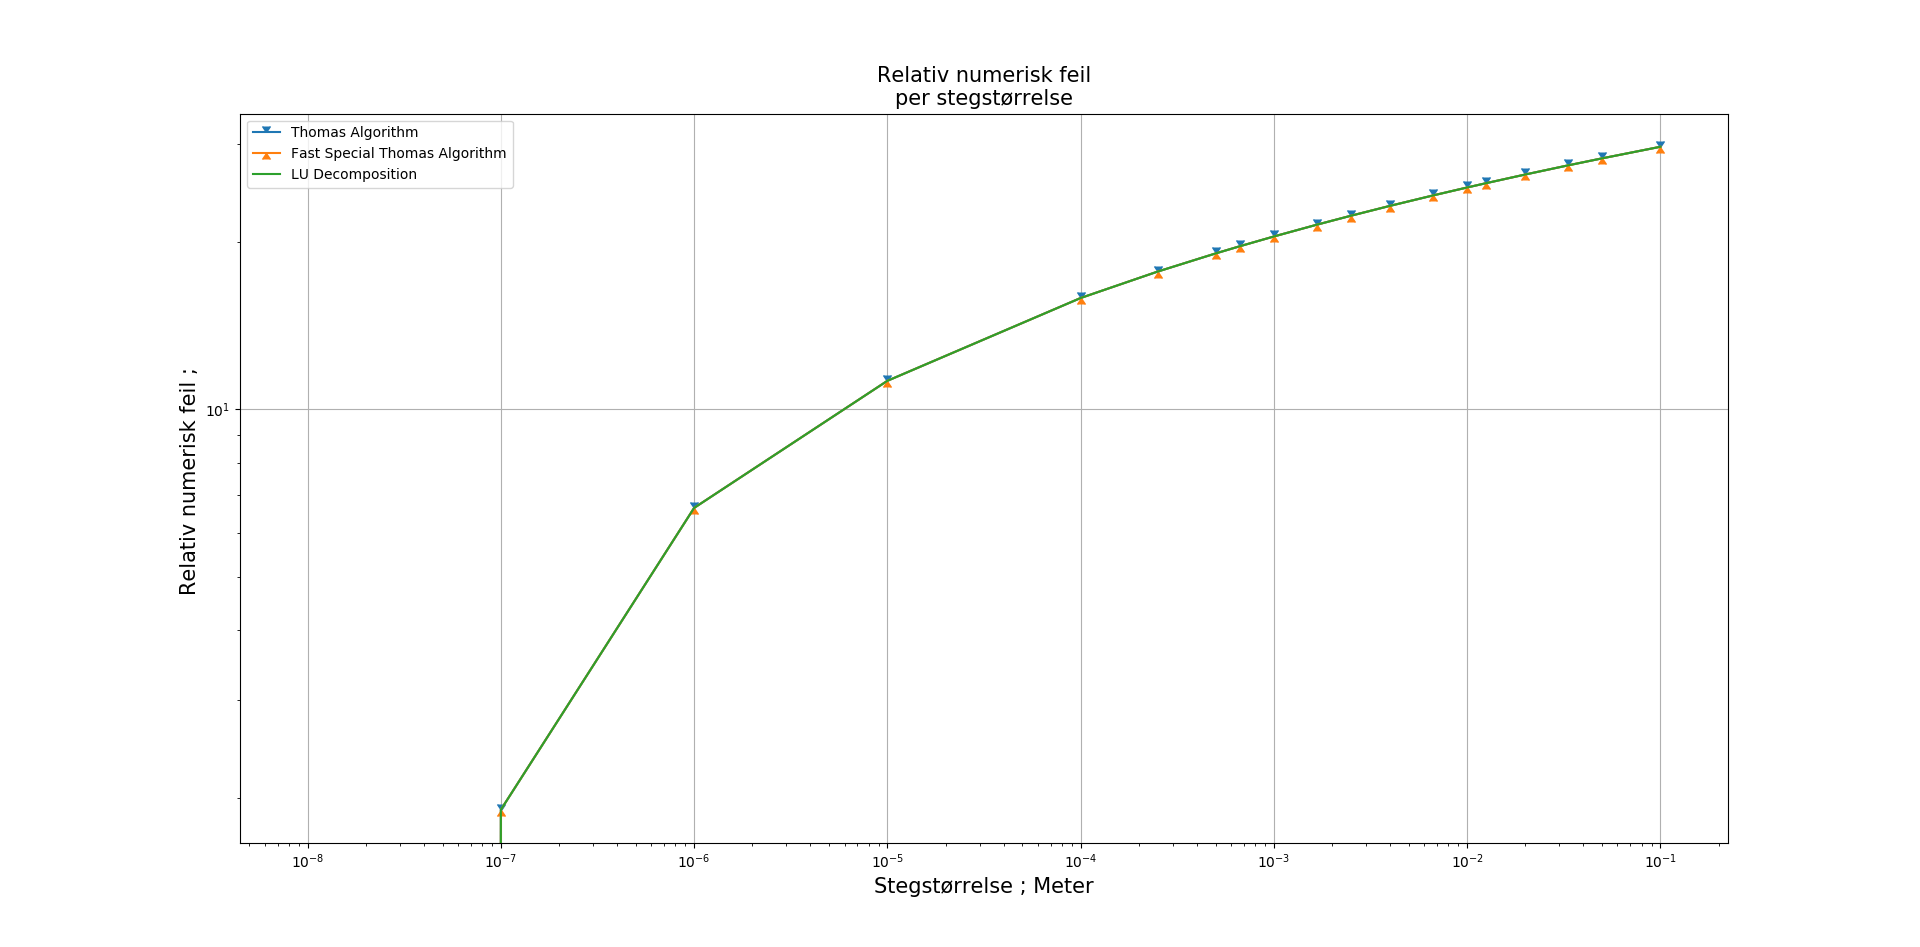 Relativ numerisk feil
per stegstørrelse
Thomas Algorithm
Fast Special Thomas Algorithm
LU Decomposition
Relativ numerisk feil ;
10¹
10⁻⁸
10⁻⁷
10⁻⁶
10⁻⁵
10⁻⁴
10⁻³
10⁻²
10⁻¹
Stegstørrelse ; Meter